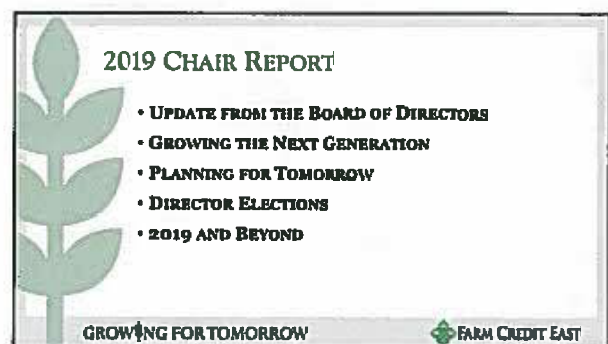 2019 CHAIR REPORT
• UPDATE FROM THE BOARD OF DIRECTORS
• GROWING THE NEXT GENERATION
• PLANNING FOR TOMORROW
• DIRECTOR ELECTIONS
• 2019 AND BEYOND
GROWING FOR TOMORROW
FARM CREDIT EAST